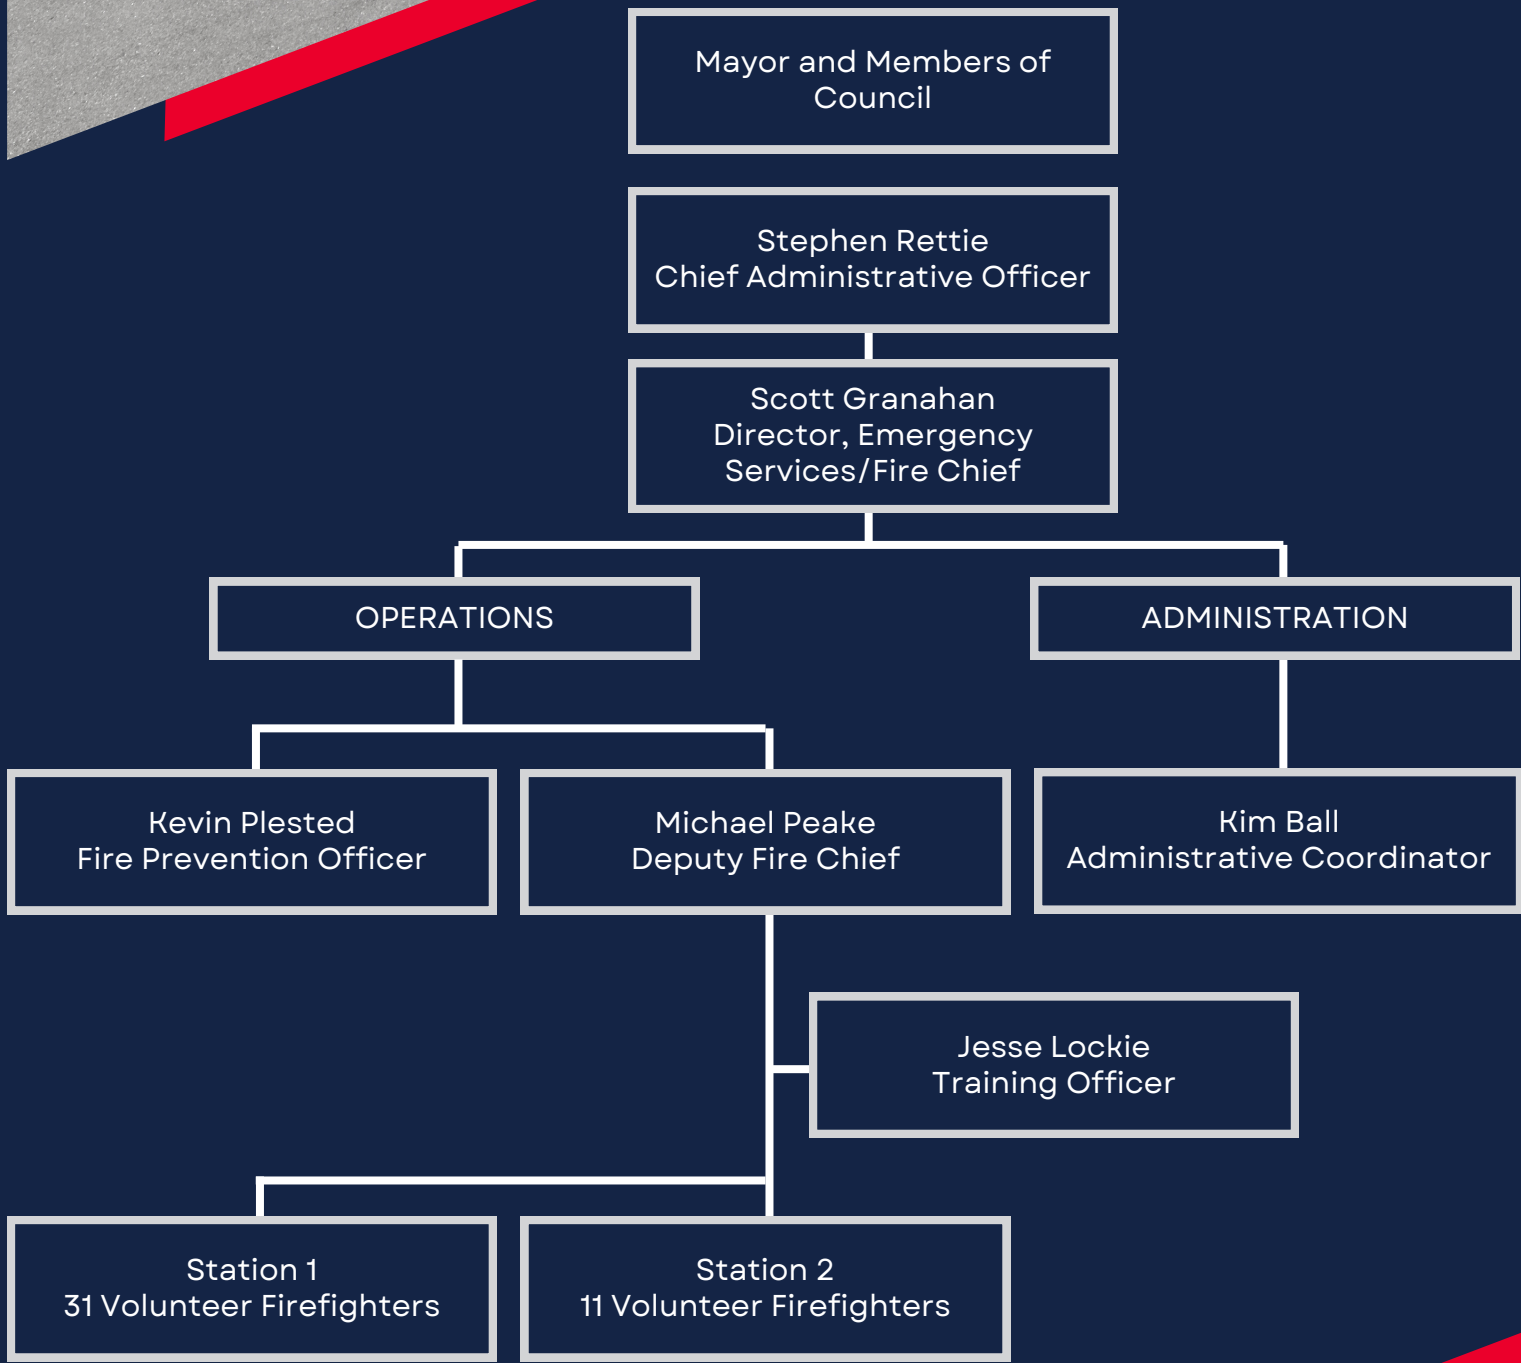 Mayor and Members of
Council
Stephen Rettie
Chief Administrative Officer
Scott Granahan
Director, Emergency
Services/Fire Chief
OPERATIONS
ADMINISTRATION
Kevin Plested
Fire Prevention Officer
Michael Peake
Deputy Fire Chief
Kim Ball
Administrative Coordinator
Jesse Lockie
Training Officer
Station 1
31 Volunteer Firefighters
Station 2
11 Volunteer Firefighters